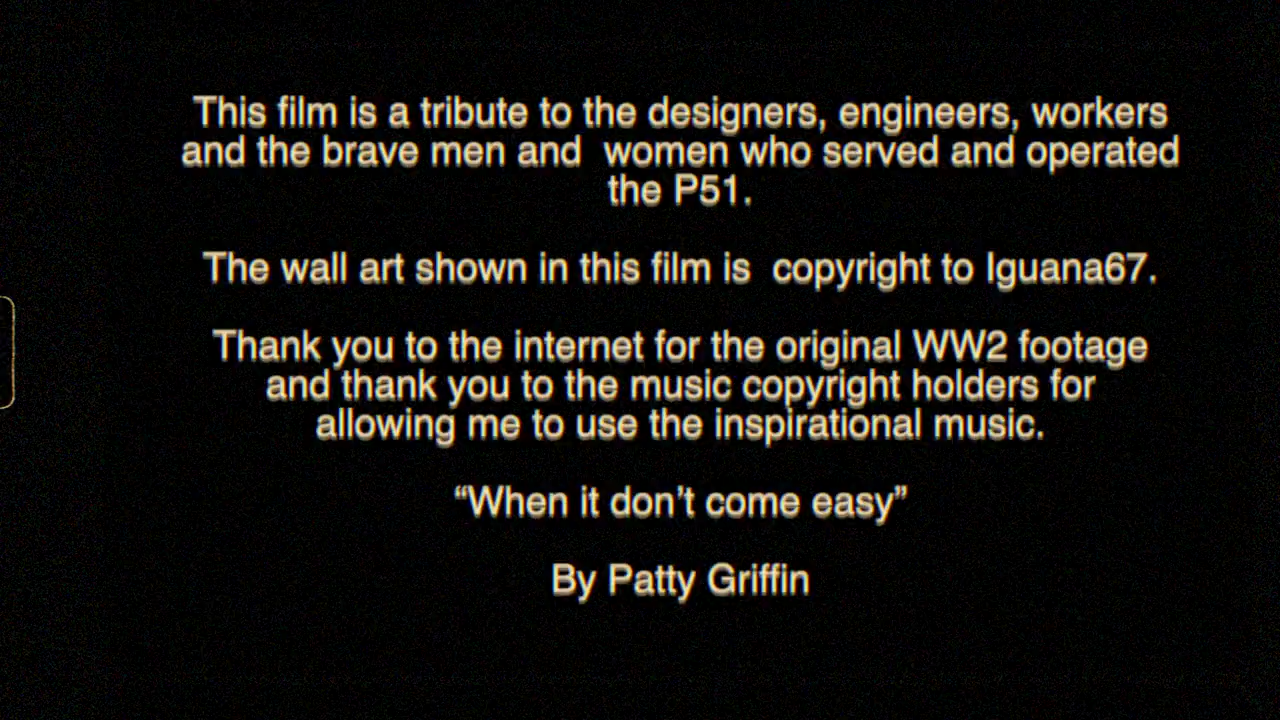 This film is a tribute to the designers, engineers, workers
and the brave men and  women who served and operated
the P51.
The wall art shown in this film is  copyright to Iguana67.
Thank you to the internet for the original WW2 footage
and thank you to the music copyright holders for
allowing me to use the inspirational music.
“When it don’t come easy”
By Patty Griffin